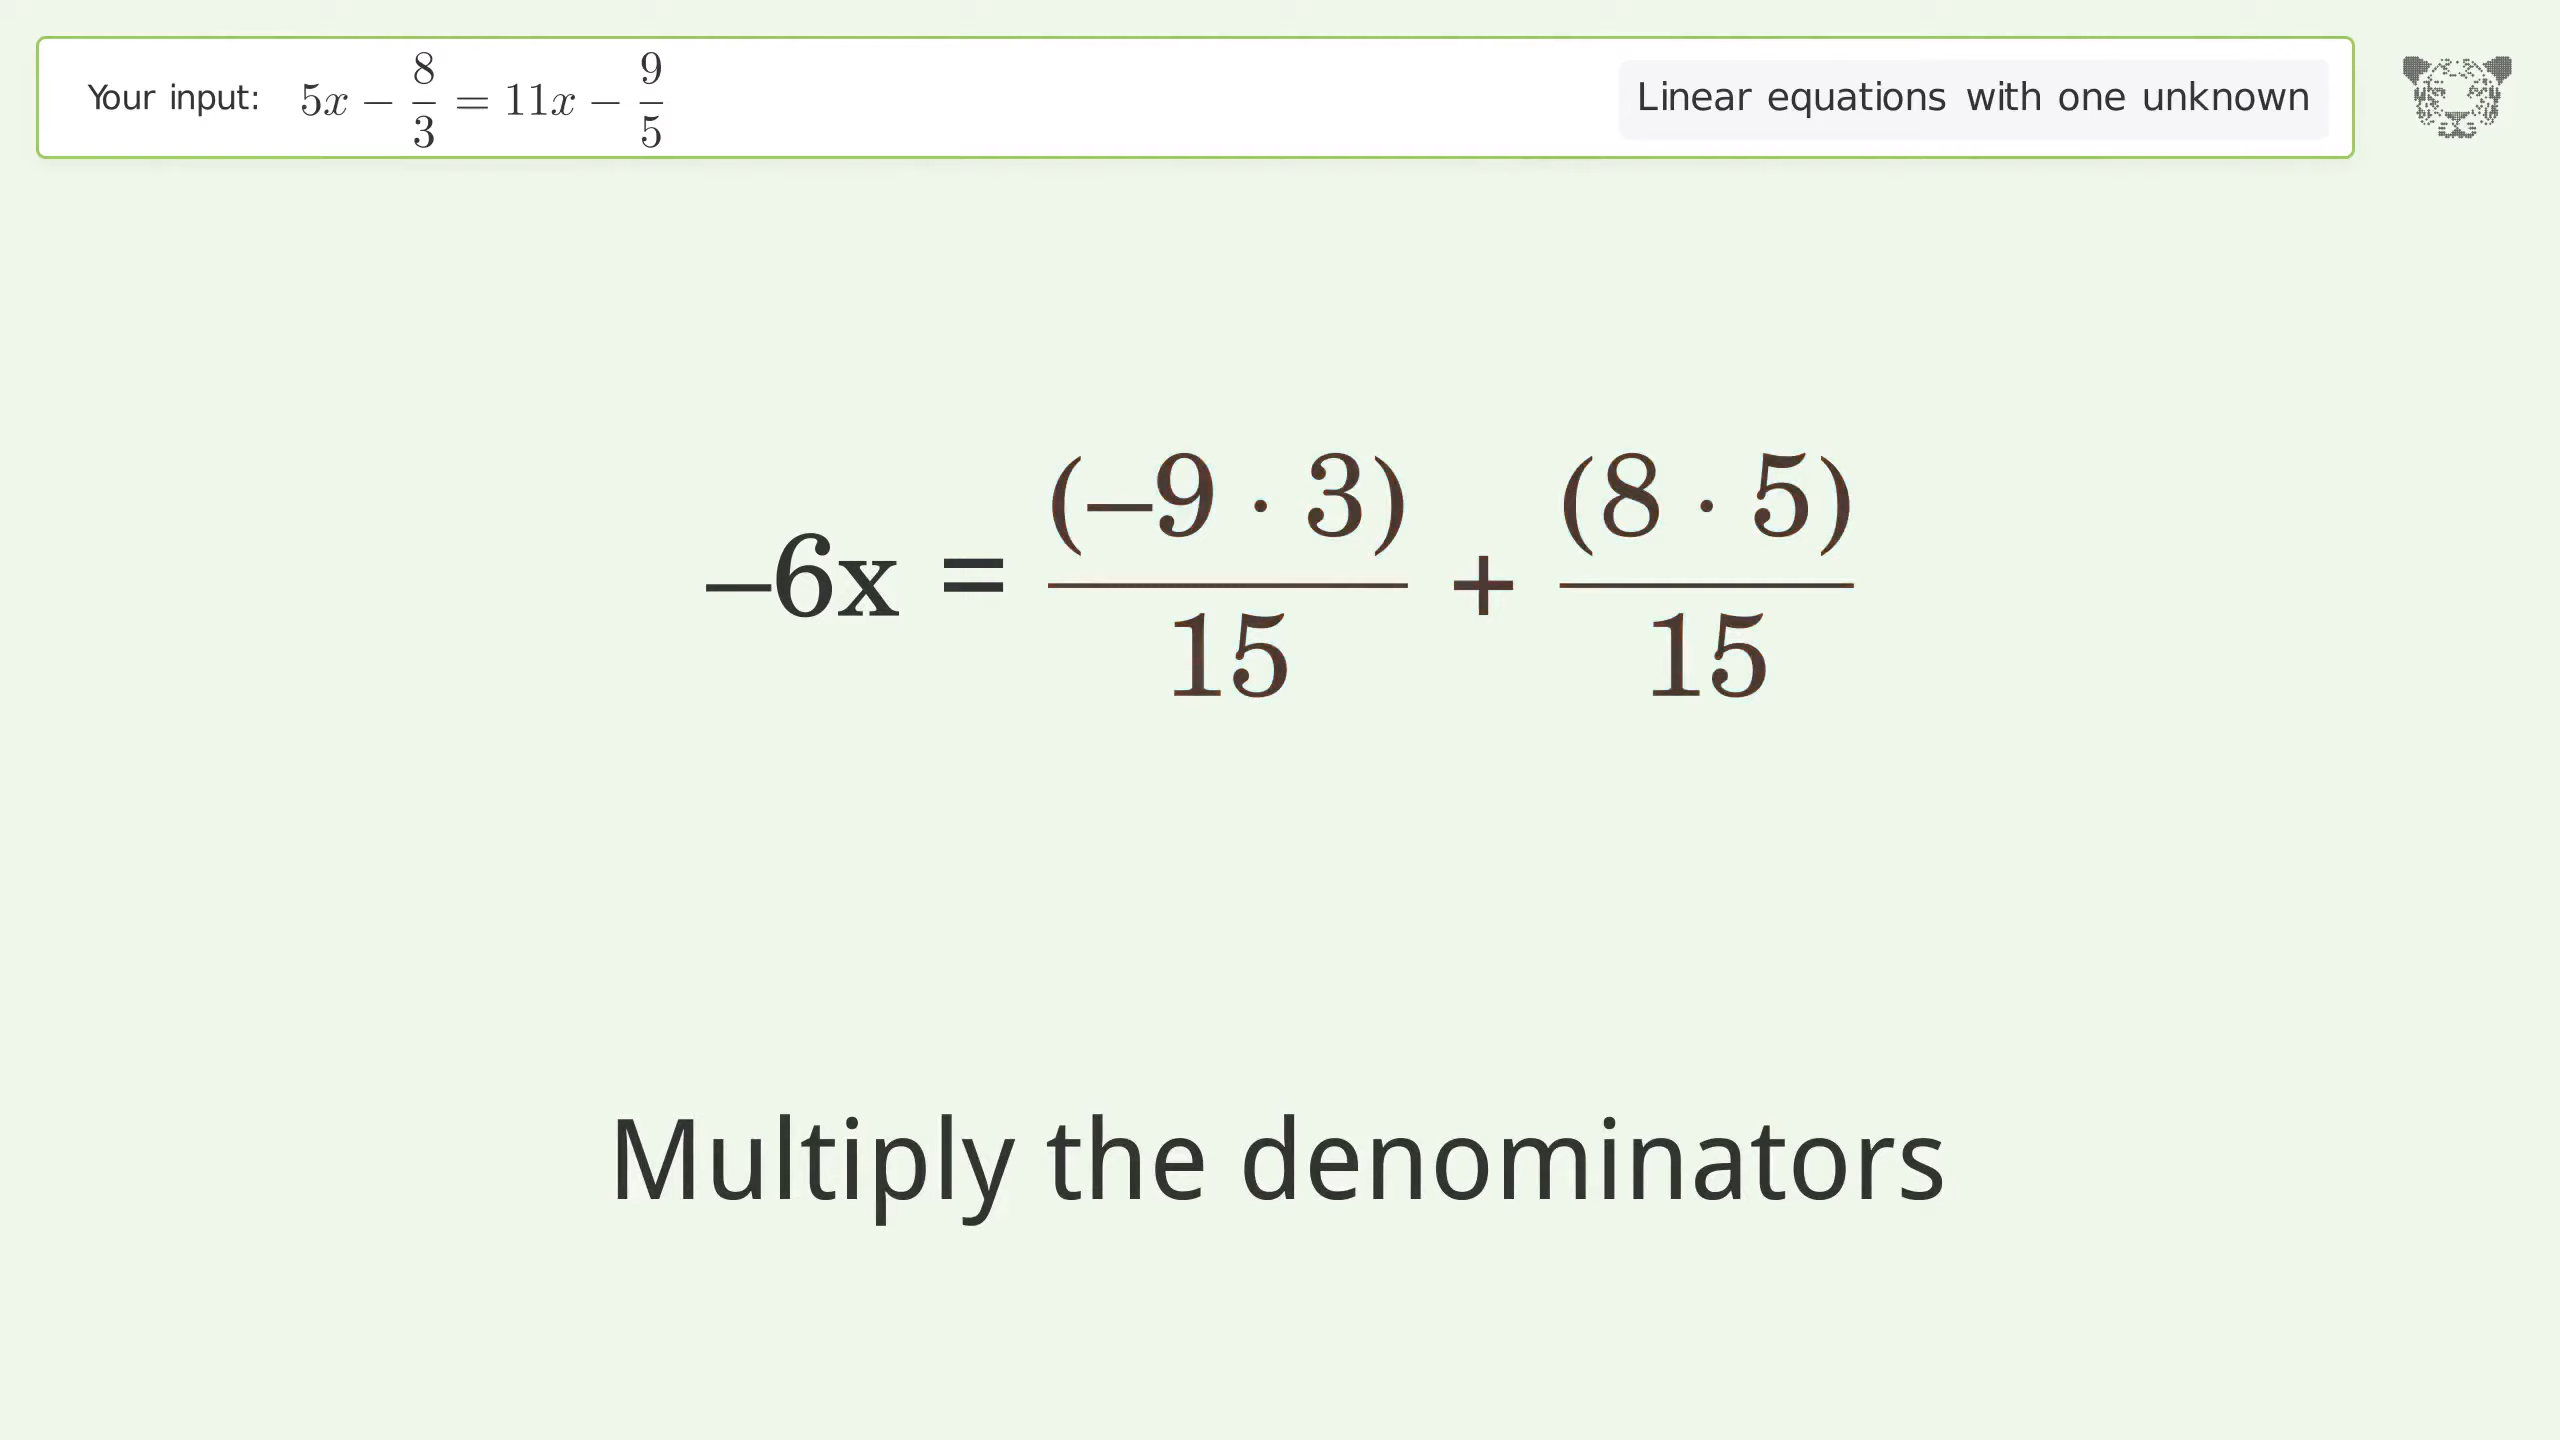 Your input: 5x − 8/3 = 11x − 9/5
Linear equations with one unknown
−6x = (−9 · 3)/15 + (8 · 5)/15
Multiply the denominators